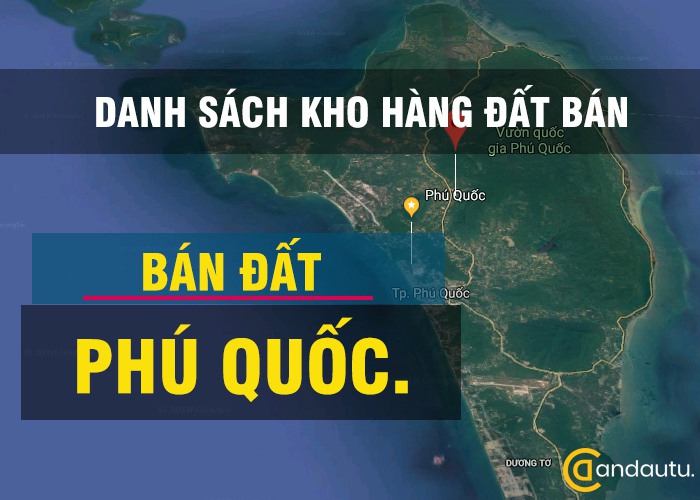 DANH SÁCH KHO HÀNG ĐẤT BÁN
Vườn quốc
gia Phú Quốc
Phú Quốc
BÁN ĐẤT
Tp. Phú Quốc
PHÚ QUỐC.
DƯƠNG TƠ
andautu.